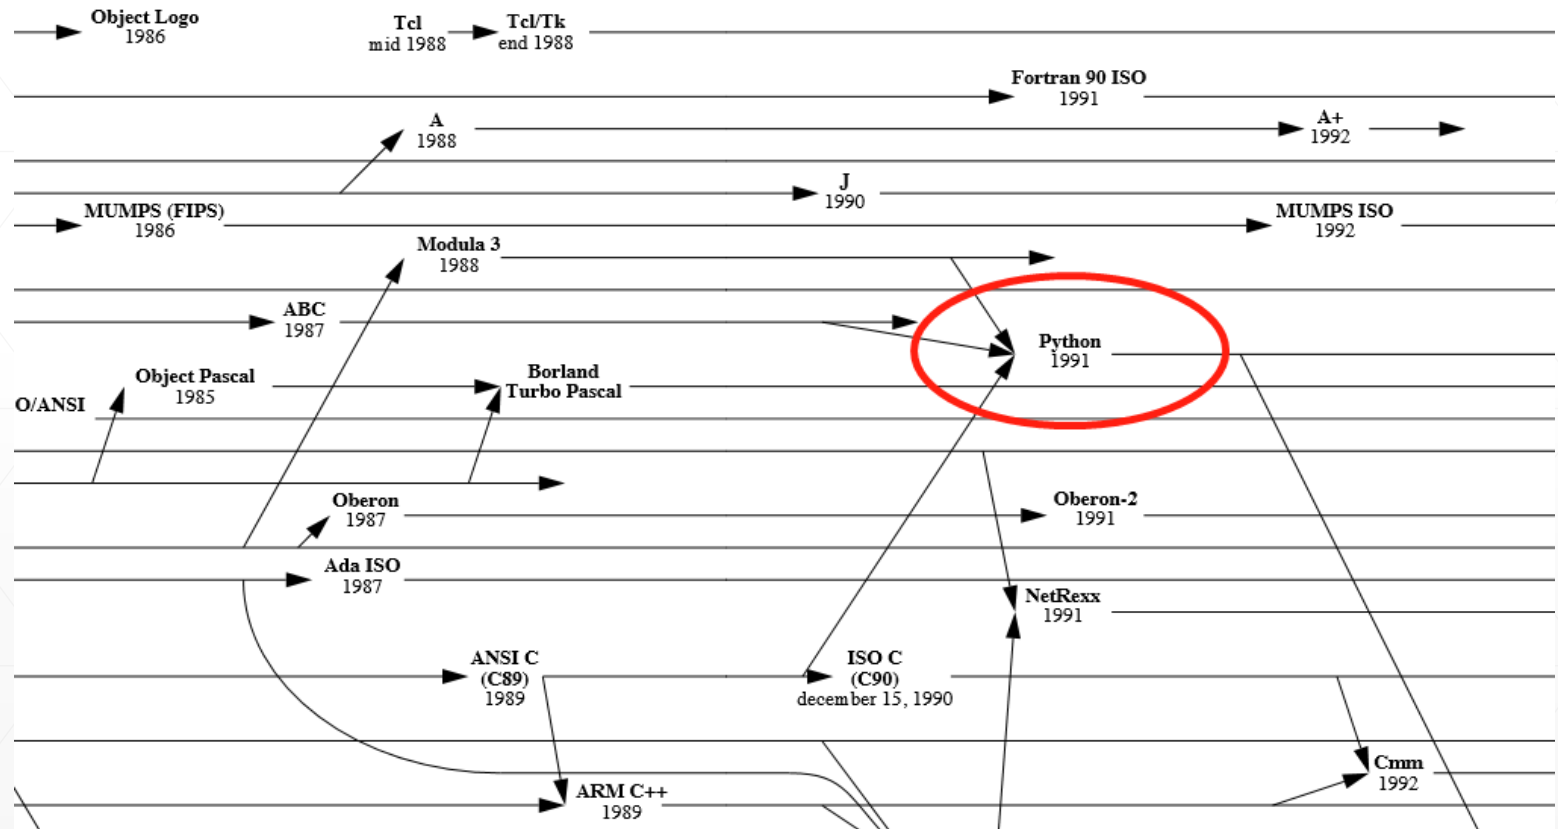 Object Logo
1986
Tcl
mid 1988
Tcl/Tk
end 1988
Fortran 90 ISO
1991
A
1988
A+
1992
J
1990
MUMPS (FIPS)
1986
MUMPS ISO
1992
Modula 3
1988
ABC
1987
Python
1991
Object Pascal
1985
Borland
Turbo Pascal
O/ANSI
Oberon
1987
Oberon-2
1991
Ada ISO
1987
NetRexx
1991
ANSI C
(C89)
1989
ISO C
(C90)
december 15, 1990
Cmm
1992
ARM C++
1989